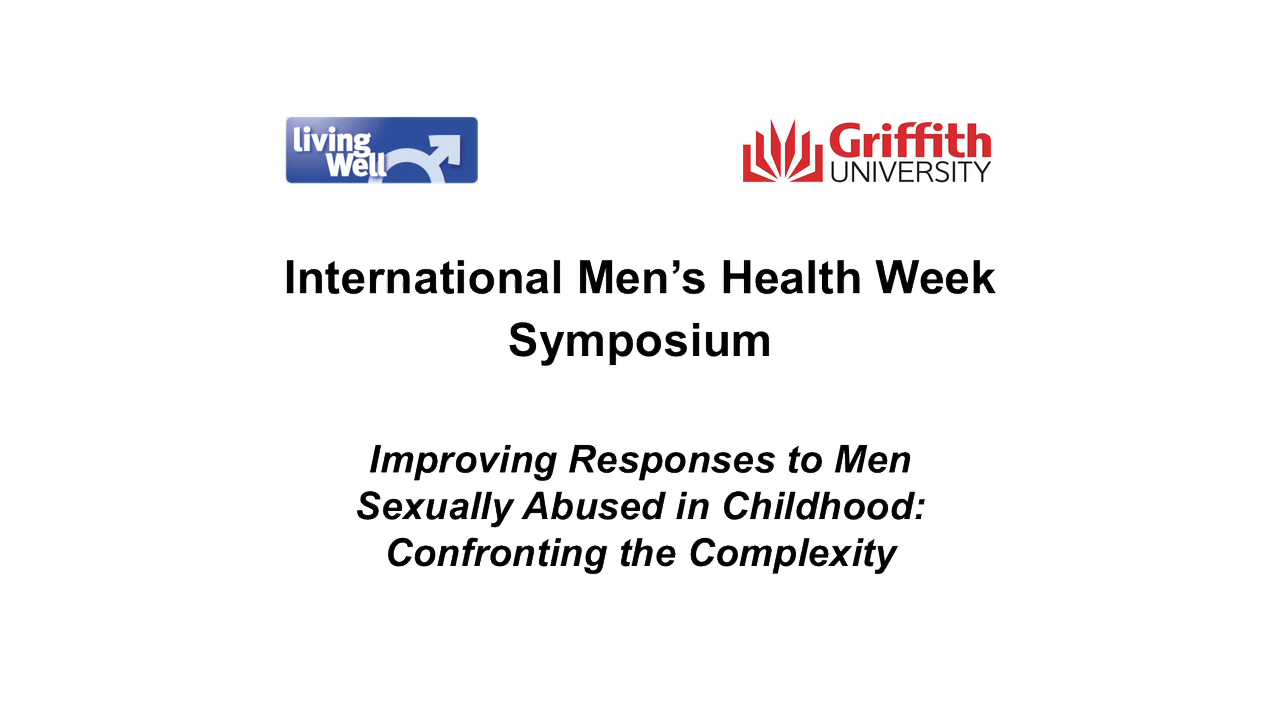 living
Well
Griffith
UNIVERSITY
International Men’s Health Week
Symposium
Improving Responses to Men
Sexually Abused in Childhood:
Confronting the Complexity